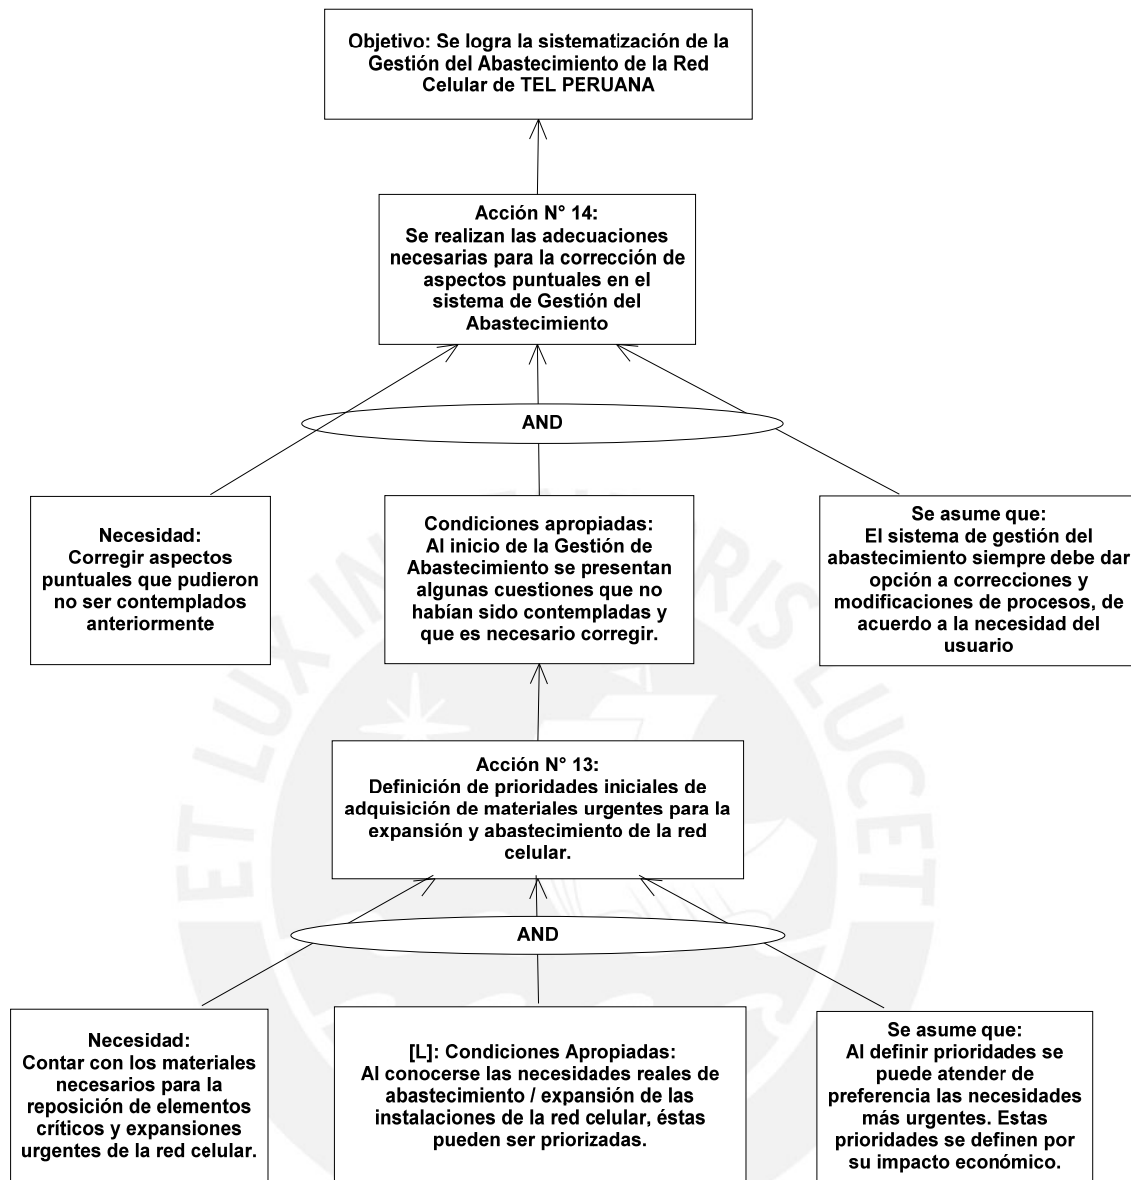 Objetivo: Se logra la sistematización de la
Gestión del Abastecimiento de la Red
Celular de TEL PERUANA
Acción N° 14:
Se realizan las adecuaciones
necesarias para la corrección de
aspectos puntuales en el
sistema de Gestión del
Abastecimiento
AND
Necesidad:
Corregir aspectos
puntuales que pudieron
no ser contemplados
anteriormente
Condiciones apropiadas:
Al inicio de la Gestión de
Abastecimiento se presentan
algunas cuestiones que no
habían sido contempladas y
que es necesario corregir.
Se asume que:
El sistema de gestión del
abastecimiento siempre debe dar
opción a correcciones y
modificaciones de procesos, de
acuerdo a la necesidad del
usuario
Acción N° 13:
Definición de prioridades iniciales de
adquisición de materiales urgentes para la
expansión y abastecimiento de la red
celular.
AND
Necesidad:
Contar con los materiales
necesarios para la
reposición de elementos
críticos y expansiones
urgentes de la red celular.
[L]: Condiciones Apropiadas:
Al conocerse las necesidades reales de
abastecimiento / expansión de las
instalaciones de la red celular, éstas
pueden ser priorizadas.
Se asume que:
Al definir prioridades se
puede atender de
preferencia las necesidades
más urgentes. Estas
prioridades se definen por
su impacto económico.
ET LUX IN
RIS LUCET